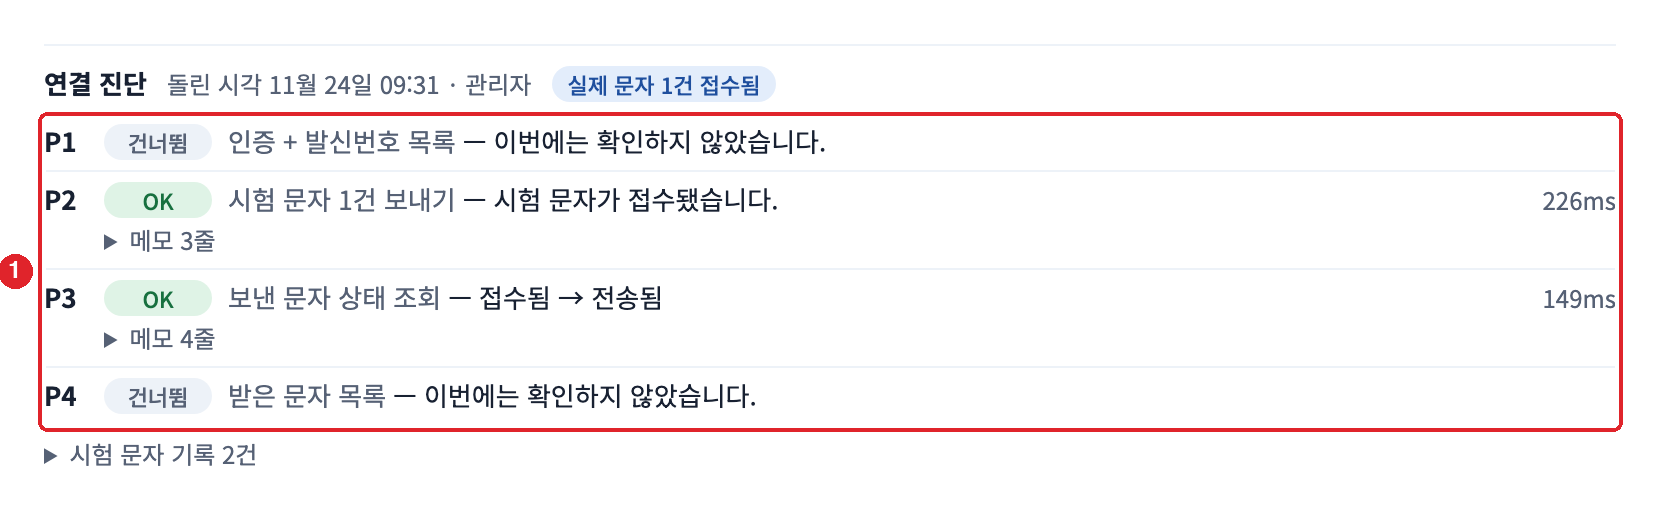 연결 진단 돌린 시각 11월 24일 09:31 · 관리자 실제 문자 1건 접수됨
P1 건너뜀 인증 + 발신번호 목록 — 이번에는 확인하지 않았습니다.
P2 OK 시험 문자 1건 보내기 — 시험 문자가 접수됐습니다. 226ms
▶ 메모 3줄
1
P3 OK 보낸 문자 상태 조회 — 접수됨 → 전송됨 149ms
▶ 메모 4줄
P4 건너뜀 받은 문자 목록 — 이번에는 확인하지 않았습니다.
▶ 시험 문자 기록 2건